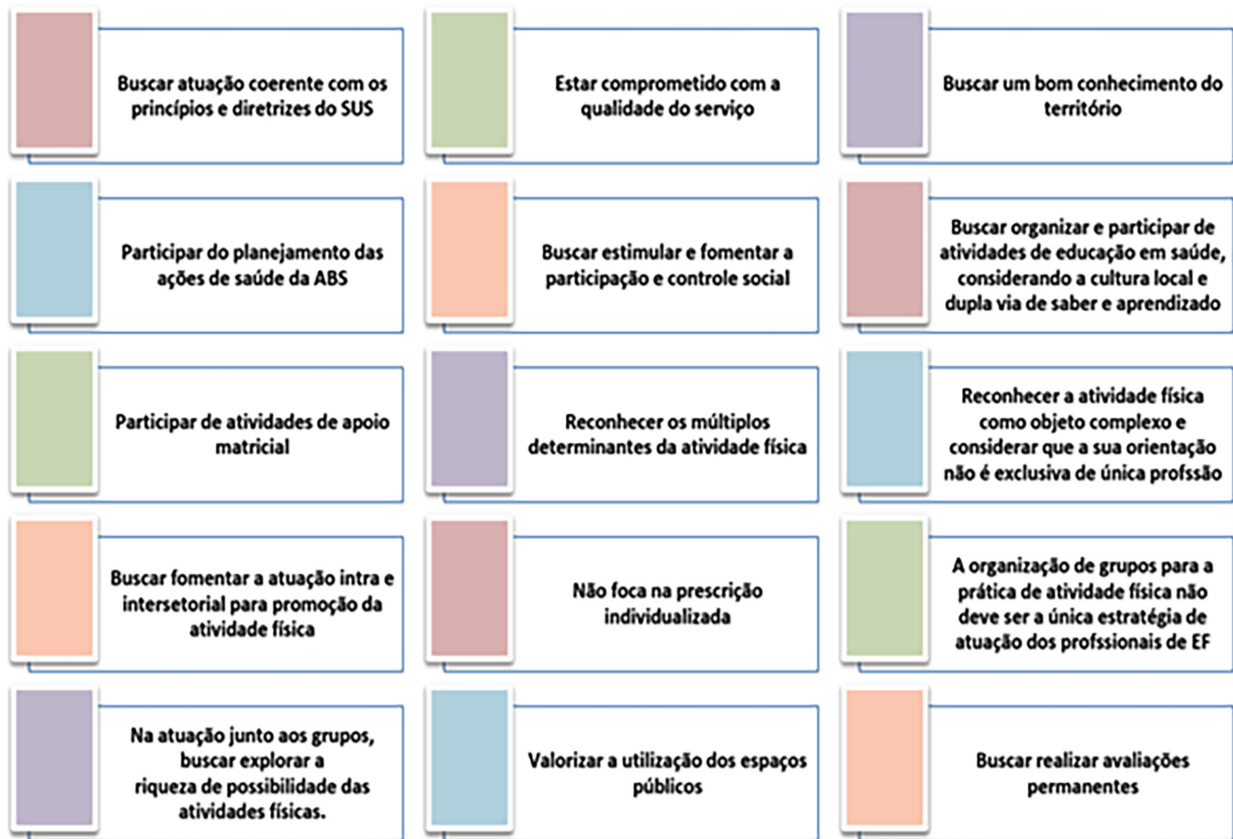 Buscar atuação coerente com os
princípios e diretrizes do SUS
Estar comprometido com a
qualidade do serviço
Buscar um bom conhecimento do
território
Participar do planejamento das
ações de saúde da ABS
Buscar estimular e fomentar a
participação e controle social
Buscar organizar e participar de
atividades de educação em saúde,
considerando a cultura local e
dupla via de saber e aprendizado
Participar de atividades de apoio
matricial
Reconhecer os múltiplos
determinantes da atividade física
Reconhecer a atividade física
como objeto complexo e
considerar que a sua orientação
não é exclusiva de única profssão
Buscar fomentar a atuação intra e
intersetorial para promoção da
atividade física
Não foca na prescrição
individualizada
A organização de grupos para a
prática de atividade física não
deve ser a única estratégia de
atuação dos profssionais de EF
Na atuação junto aos grupos,
buscar explorar a
riqueza de possibilidade das
atividades físicas.
Valorizar a utilização dos espaços
públicos
Buscar realizar avaliações
permanentes